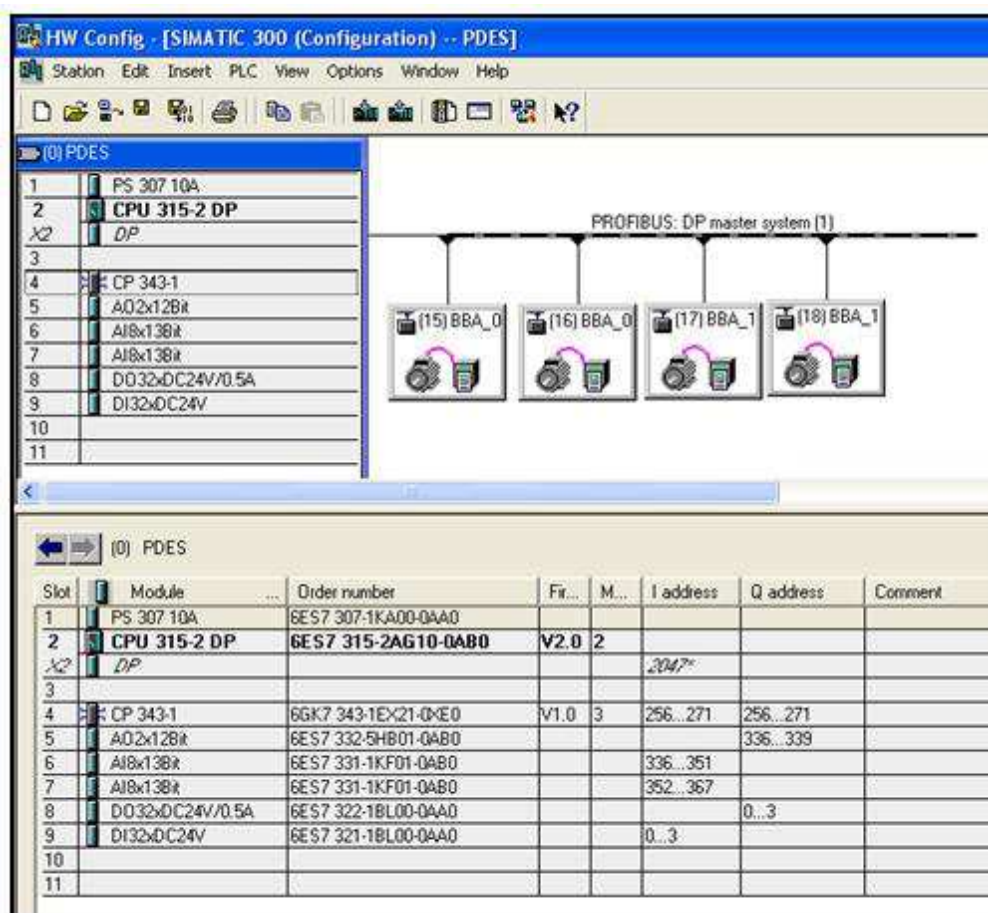 HW Config - [SIMATIC 300 (Configuration) -- PDES]
Station Edit Insert PLC View Options Window Help
(0) PDES
1 PS 307 10A
2 CPU 315-2 DP
X2 DP
3
4 CP 343-1
5 AO2x12Bit
6 AI8x13Bit
7 AI8x13Bit
8 DO32xDC24V/0.5A
9 DI32xDC24V
10
11
PROFIBUS: DP master system (1)
(15) BBA_0 (16) BBA_0 (17) BBA_1 (18) BBA_1
(0) PDES
Slot Module ... Order number Fir... M... I address Q address Comment
1 PS 307 10A 6ES7 307-1KA00-0AA0
2 CPU 315-2 DP 6ES7 315-2AG10-0AB0 V2.0 2
X2 DP 2047*
3
4 CP 343-1 6GK7 343-1EX21-0XE0 V1.0 3 256...271 256...271
5 AO2x12Bit 6ES7 332-5HB01-0AB0 336...339
6 AI8x13Bit 6ES7 331-1KF01-0AB0 336...351
7 AI8x13Bit 6ES7 331-1KF01-0AB0 352...367
8 DO32xDC24V/0.5A 6ES7 322-1BL00-0AA0 0...3
9 DI32xDC24V 6ES7 321-1BL00-0AA0 0...3
10
11